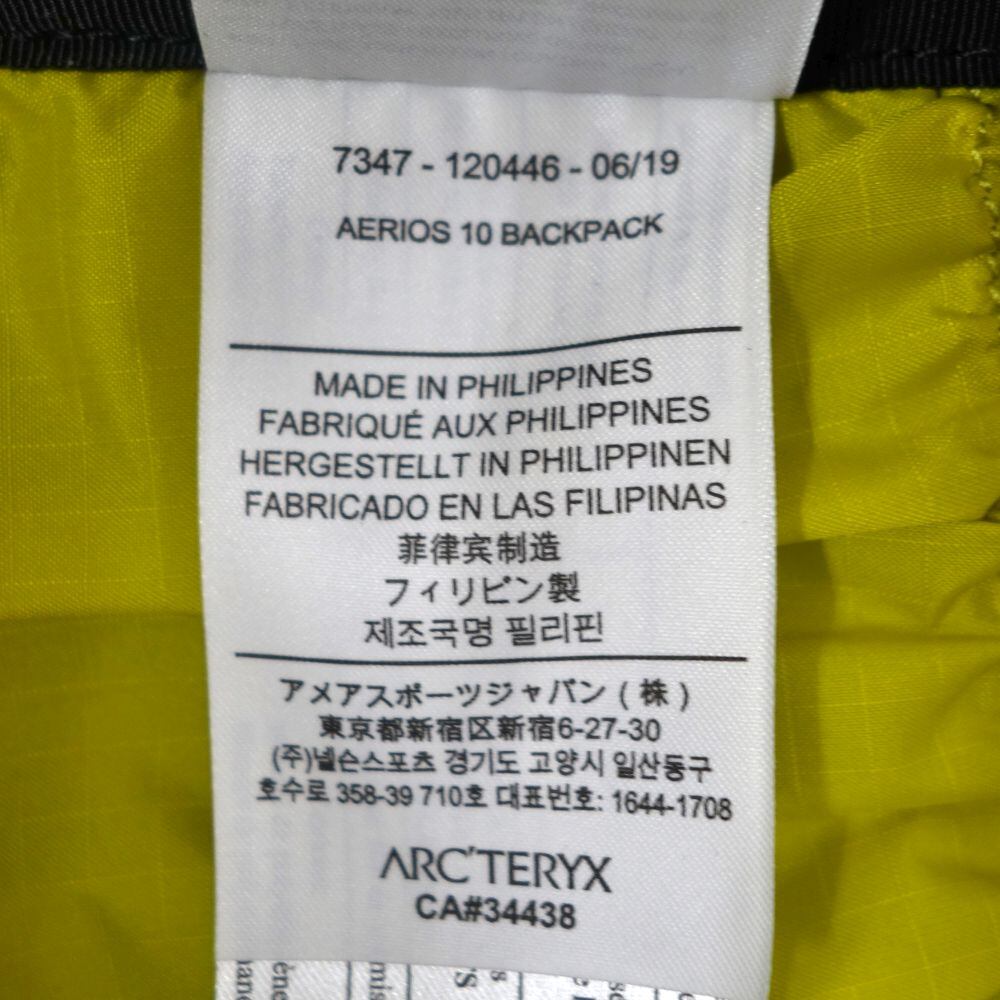 7347 - 120446 - 06/19
AERIOS 10 BACKPACK
MADE IN PHILIPPINES
FABRIQUÉ AUX PHILIPPINES
HERGESTELLT IN PHILIPPINEN
FABRICADO EN LAS FILIPINAS
菲律宾制造
フィリピン製
제조국명 필리핀
アメアスポーツジャパン(株)
東京都新宿区新宿6-27-30
(주)넬슨스포츠 경기도 고양시 일산동구
호수로 358-39 710호 대표번호: 1644-1708
ARC'TERYX
CA#34438